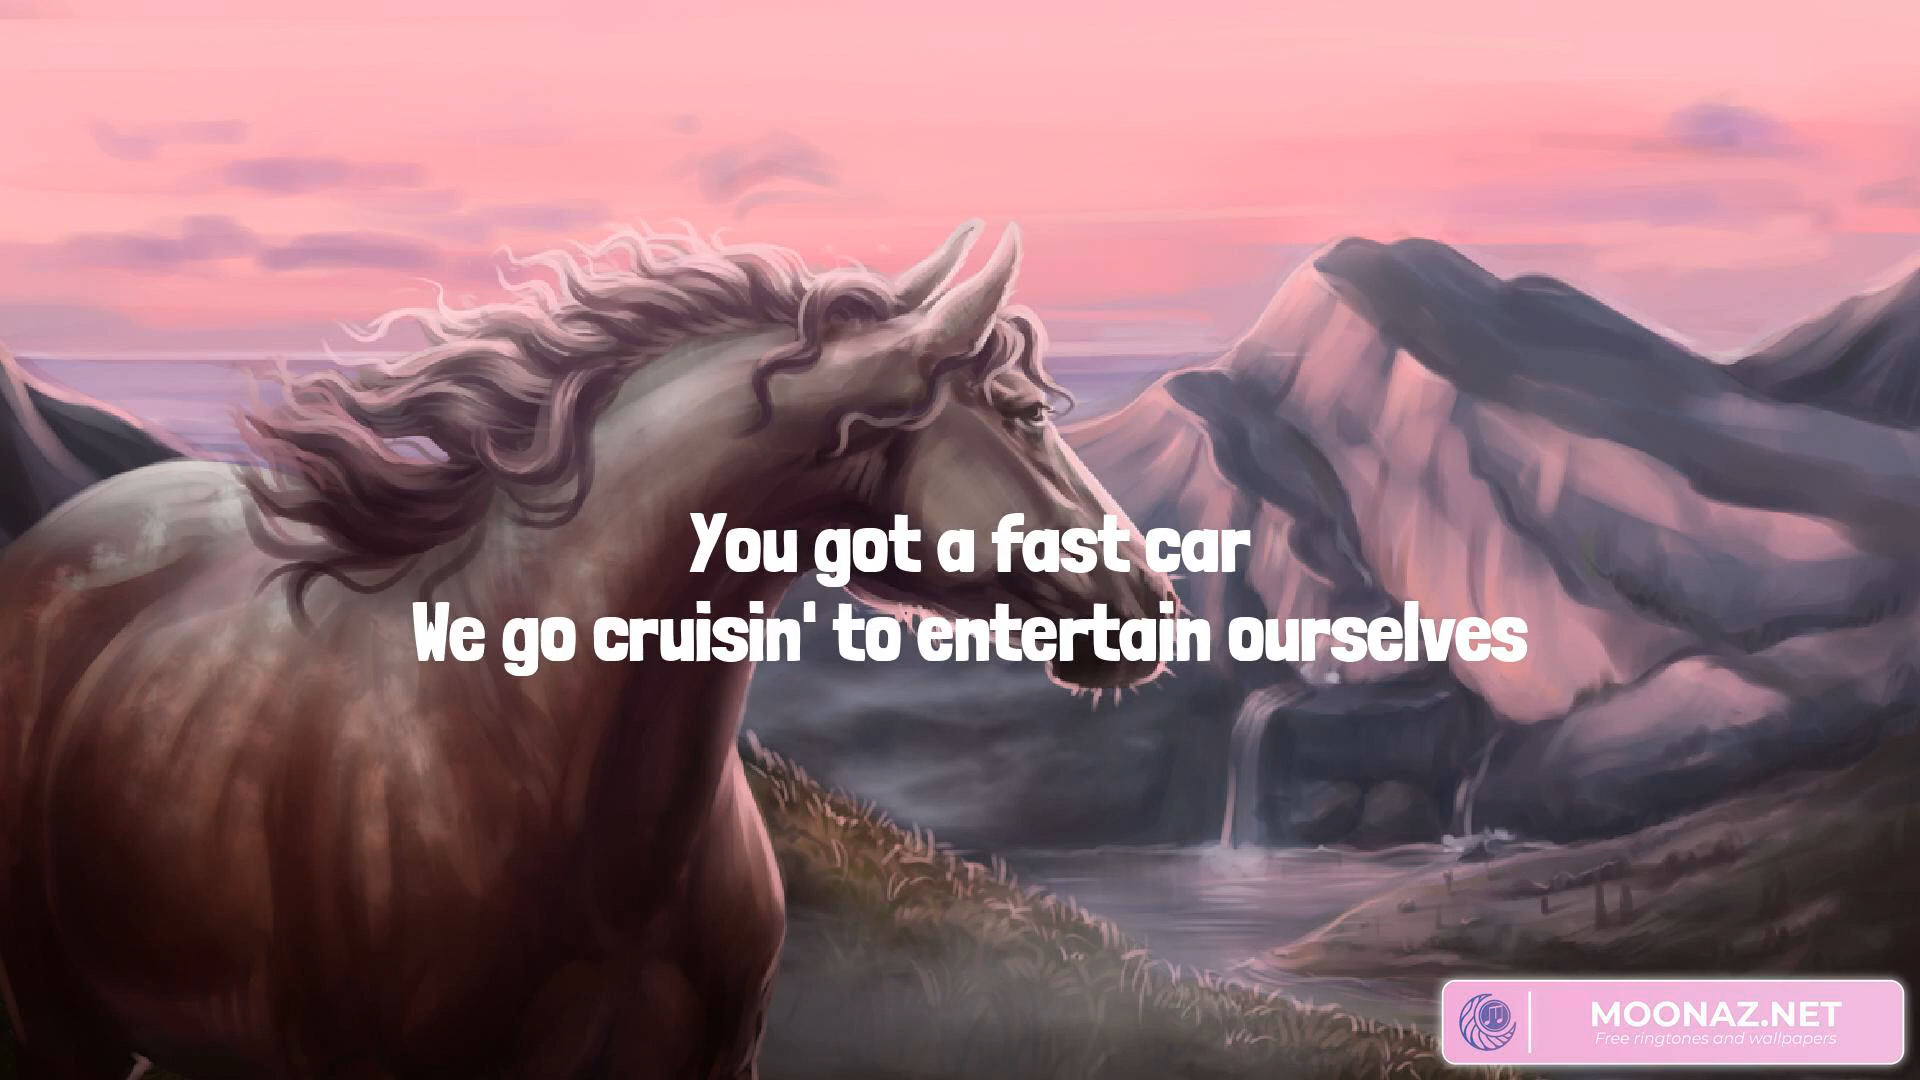 You got a fast car
We go cruisin' to entertain ourselves
MOONAZ.NET
Free ringtones and wallpapers